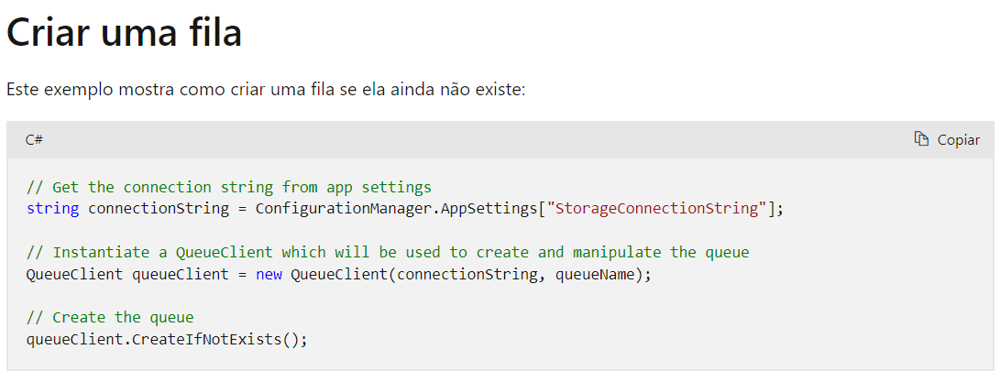 Criar uma fila
Este exemplo mostra como criar uma fila se ela ainda não existe:
C#
Copiar
// Get the connection string from app settings
string connectionString = ConfigurationManager.AppSettings["StorageConnectionString"];
// Instantiate a QueueClient which will be used to create and manipulate the queue
QueueClient queueClient = new QueueClient(connectionString, queueName);
// Create the queue
queueClient.CreateIfNotExists();